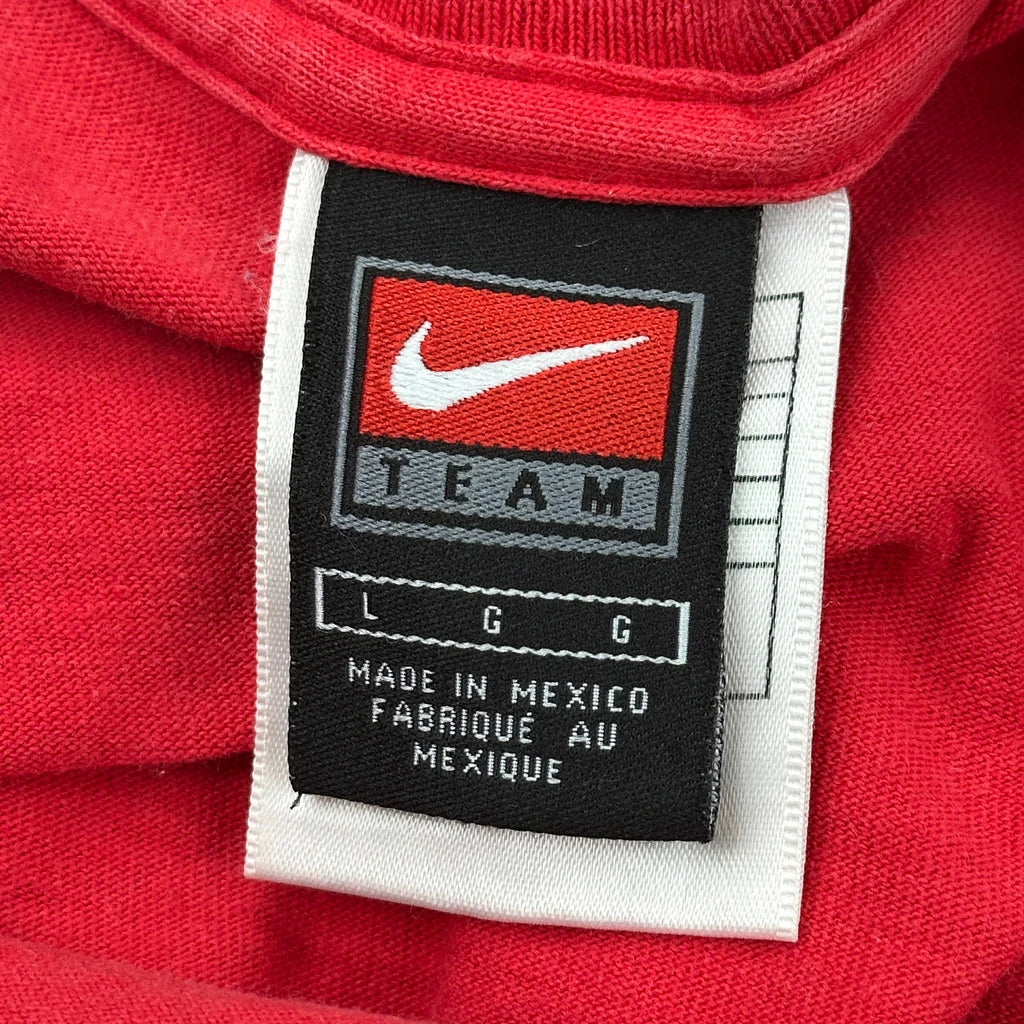 TEAM
L G G
MADE IN MEXICO
FABRIQUÉ AU
MEXIQUE